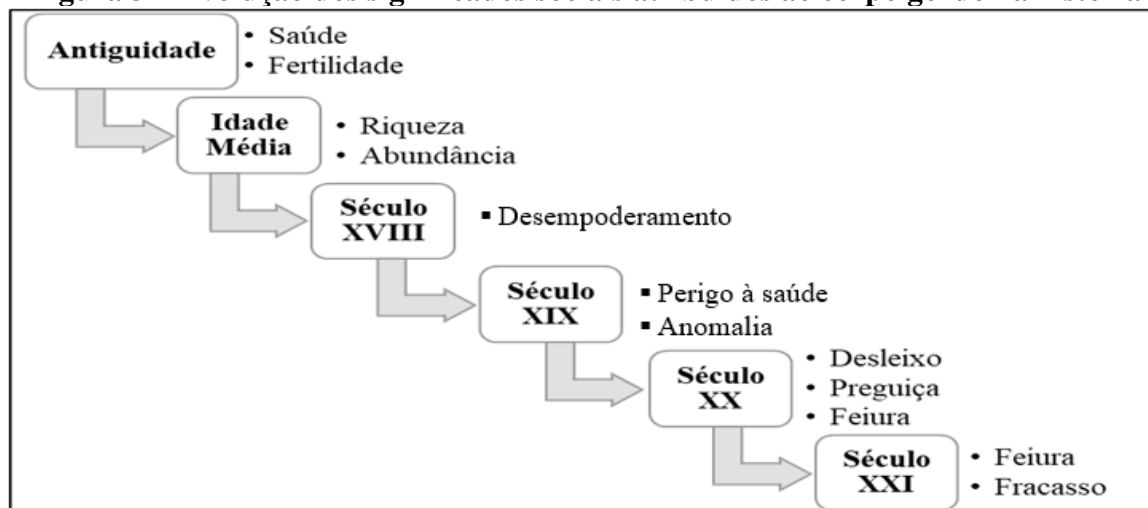 Antiguidade
• Saúde
• Fertilidade
Idade
Média
• Riqueza
• Abundância
Século
XVIII
▪ Desempoderamento
Século
XIX
▪ Perigo à saúde
▪ Anomalia
Século
XX
• Desleixo
• Preguiça
• Feiura
Século
XXI
• Feiura
• Fracasso